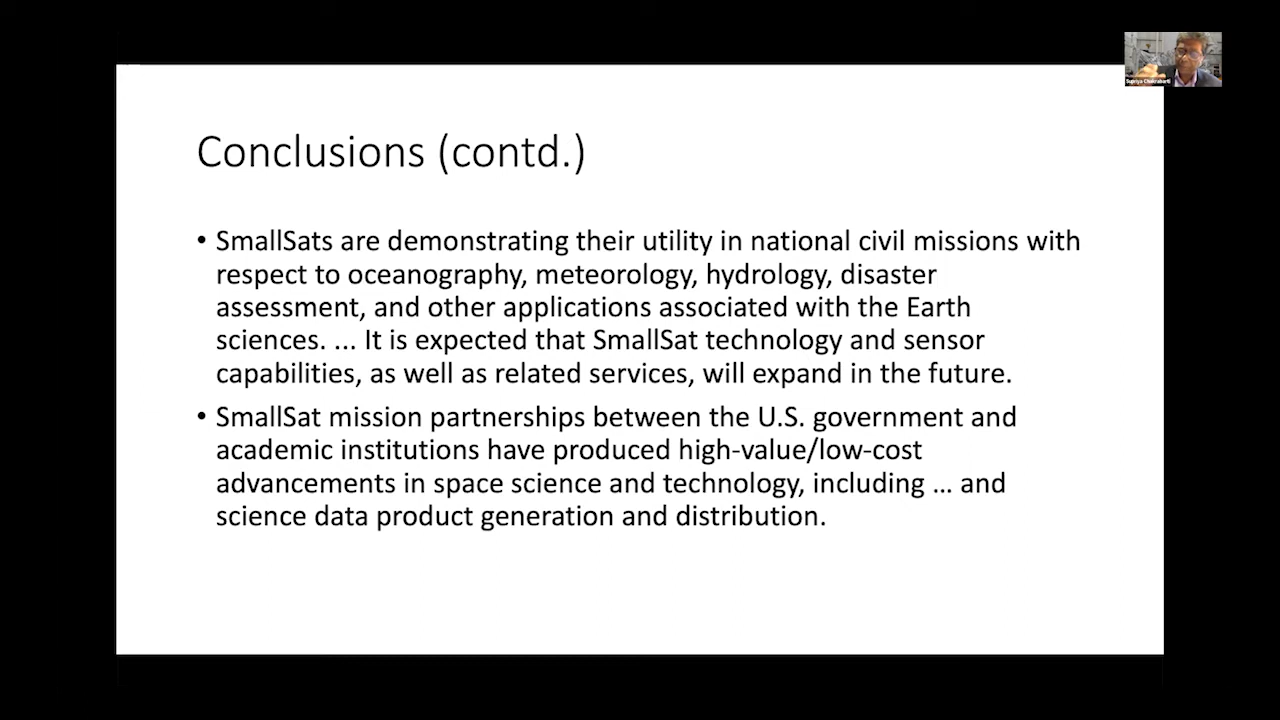 Supriya Chakrabarti
Conclusions (contd.)
• SmallSats are demonstrating their utility in national civil missions with
respect to oceanography, meteorology, hydrology, disaster
assessment, and other applications associated with the Earth
sciences. ... It is expected that SmallSat technology and sensor
capabilities, as well as related services, will expand in the future.
• SmallSat mission partnerships between the U.S. government and
academic institutions have produced high-value/low-cost
advancements in space science and technology, including … and
science data product generation and distribution.